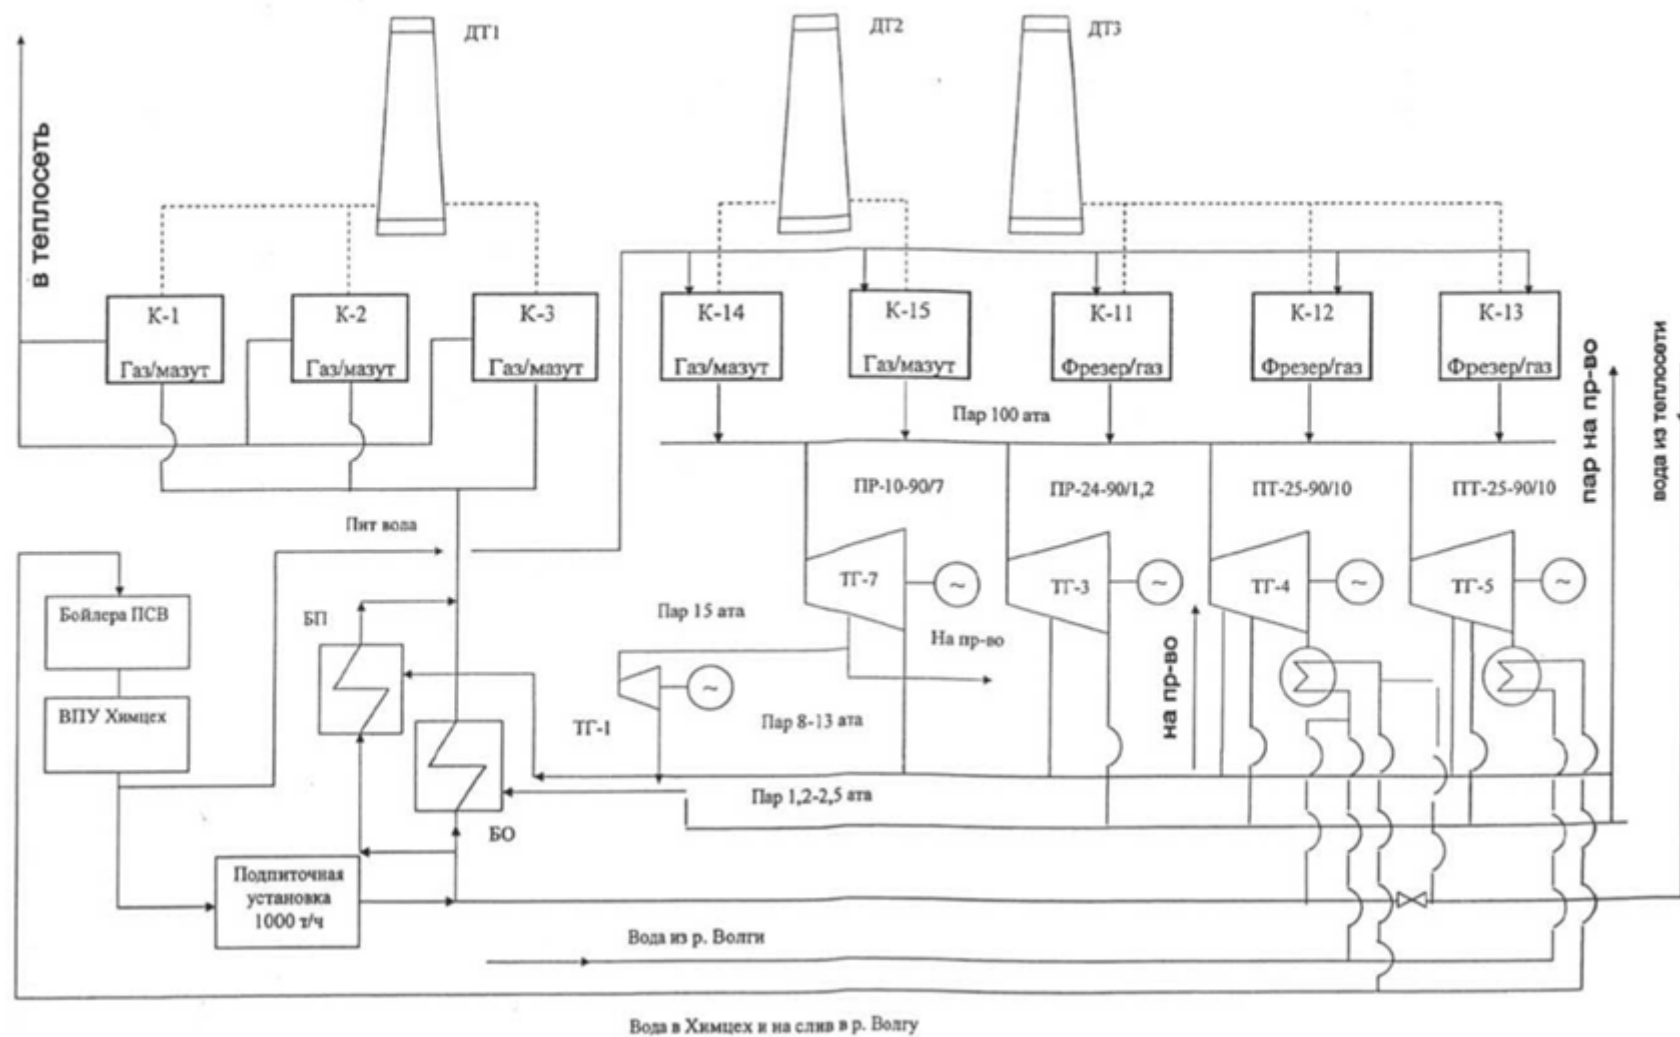 ДТ1
ДТ2
ДТ3
в теплосеть
К-1
Газ/мазут
К-2
Газ/мазут
К-3
Газ/мазут
К-14
Газ/мазут
К-15
Газ/мазут
К-11
Фрезер/газ
К-12
Фрезер/газ
К-13
Фрезер/газ
пар на пр-во
вода из теплосети
Пар 100 ата
ПР-10-90/7
ПР-24-90/1,2
ПТ-25-90/10
ПТ-25-90/10
Пит вола
ТГ-7
~
ТГ-3
~
ТГ-4
~
ТГ-5
~
Бойлера ПСВ
БП
Пар 15 ата
На пр-во
на пр-во
ВПУ Химцех
ТГ-1
~
Пар 8-13 ата
Пар 1,2-2,5 ата
БО
Подпиточная
установка
1000 т/ч
Вода из р. Волги
Вода в Химцех и на слив в р. Волгу